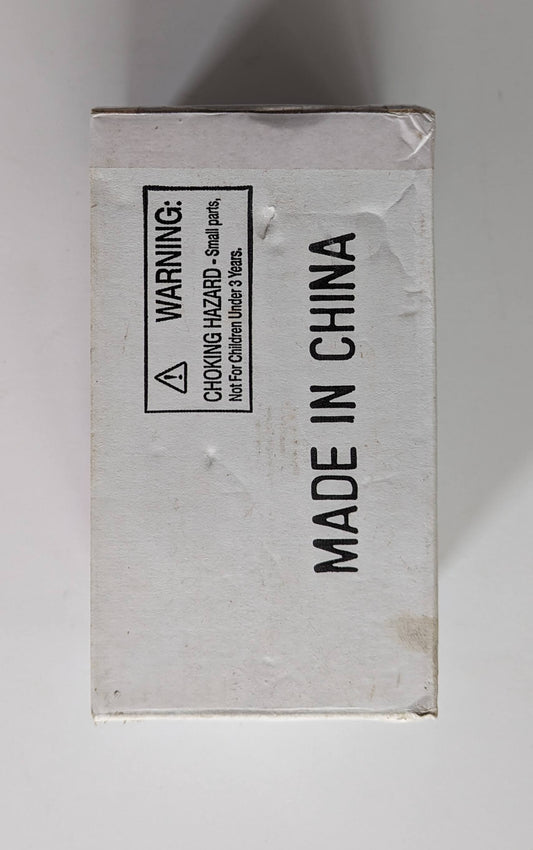 WARNING:
CHOKING HAZARD - Small parts,
Not For Children Under 3 Years.
MADE IN CHINA